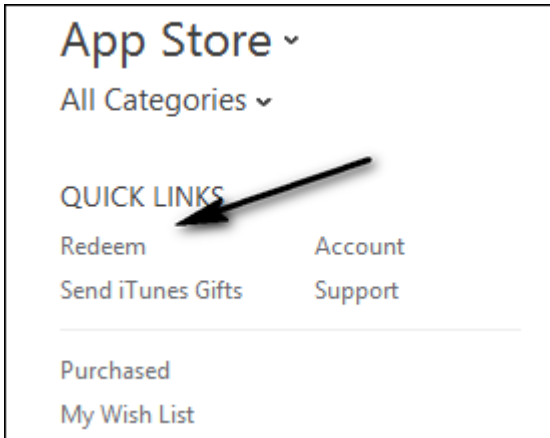 App Store
All Categories
QUICK LINKS
Redeem Account
Send iTunes Gifts Support
Purchased
My Wish List